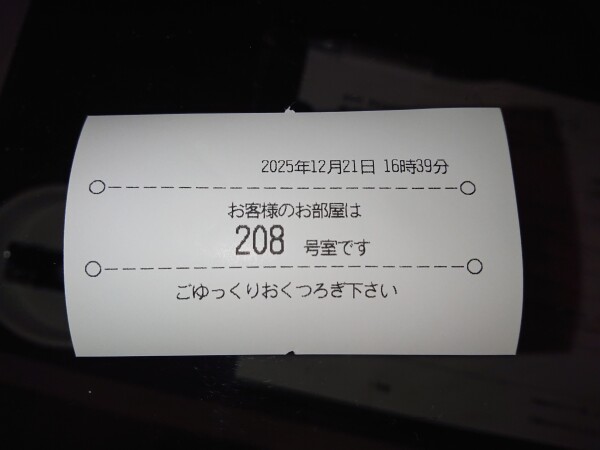 2025年12月21日 16時39分
お客様のお部屋は
208 号室です
ごゆっくりおくつろぎ下さい